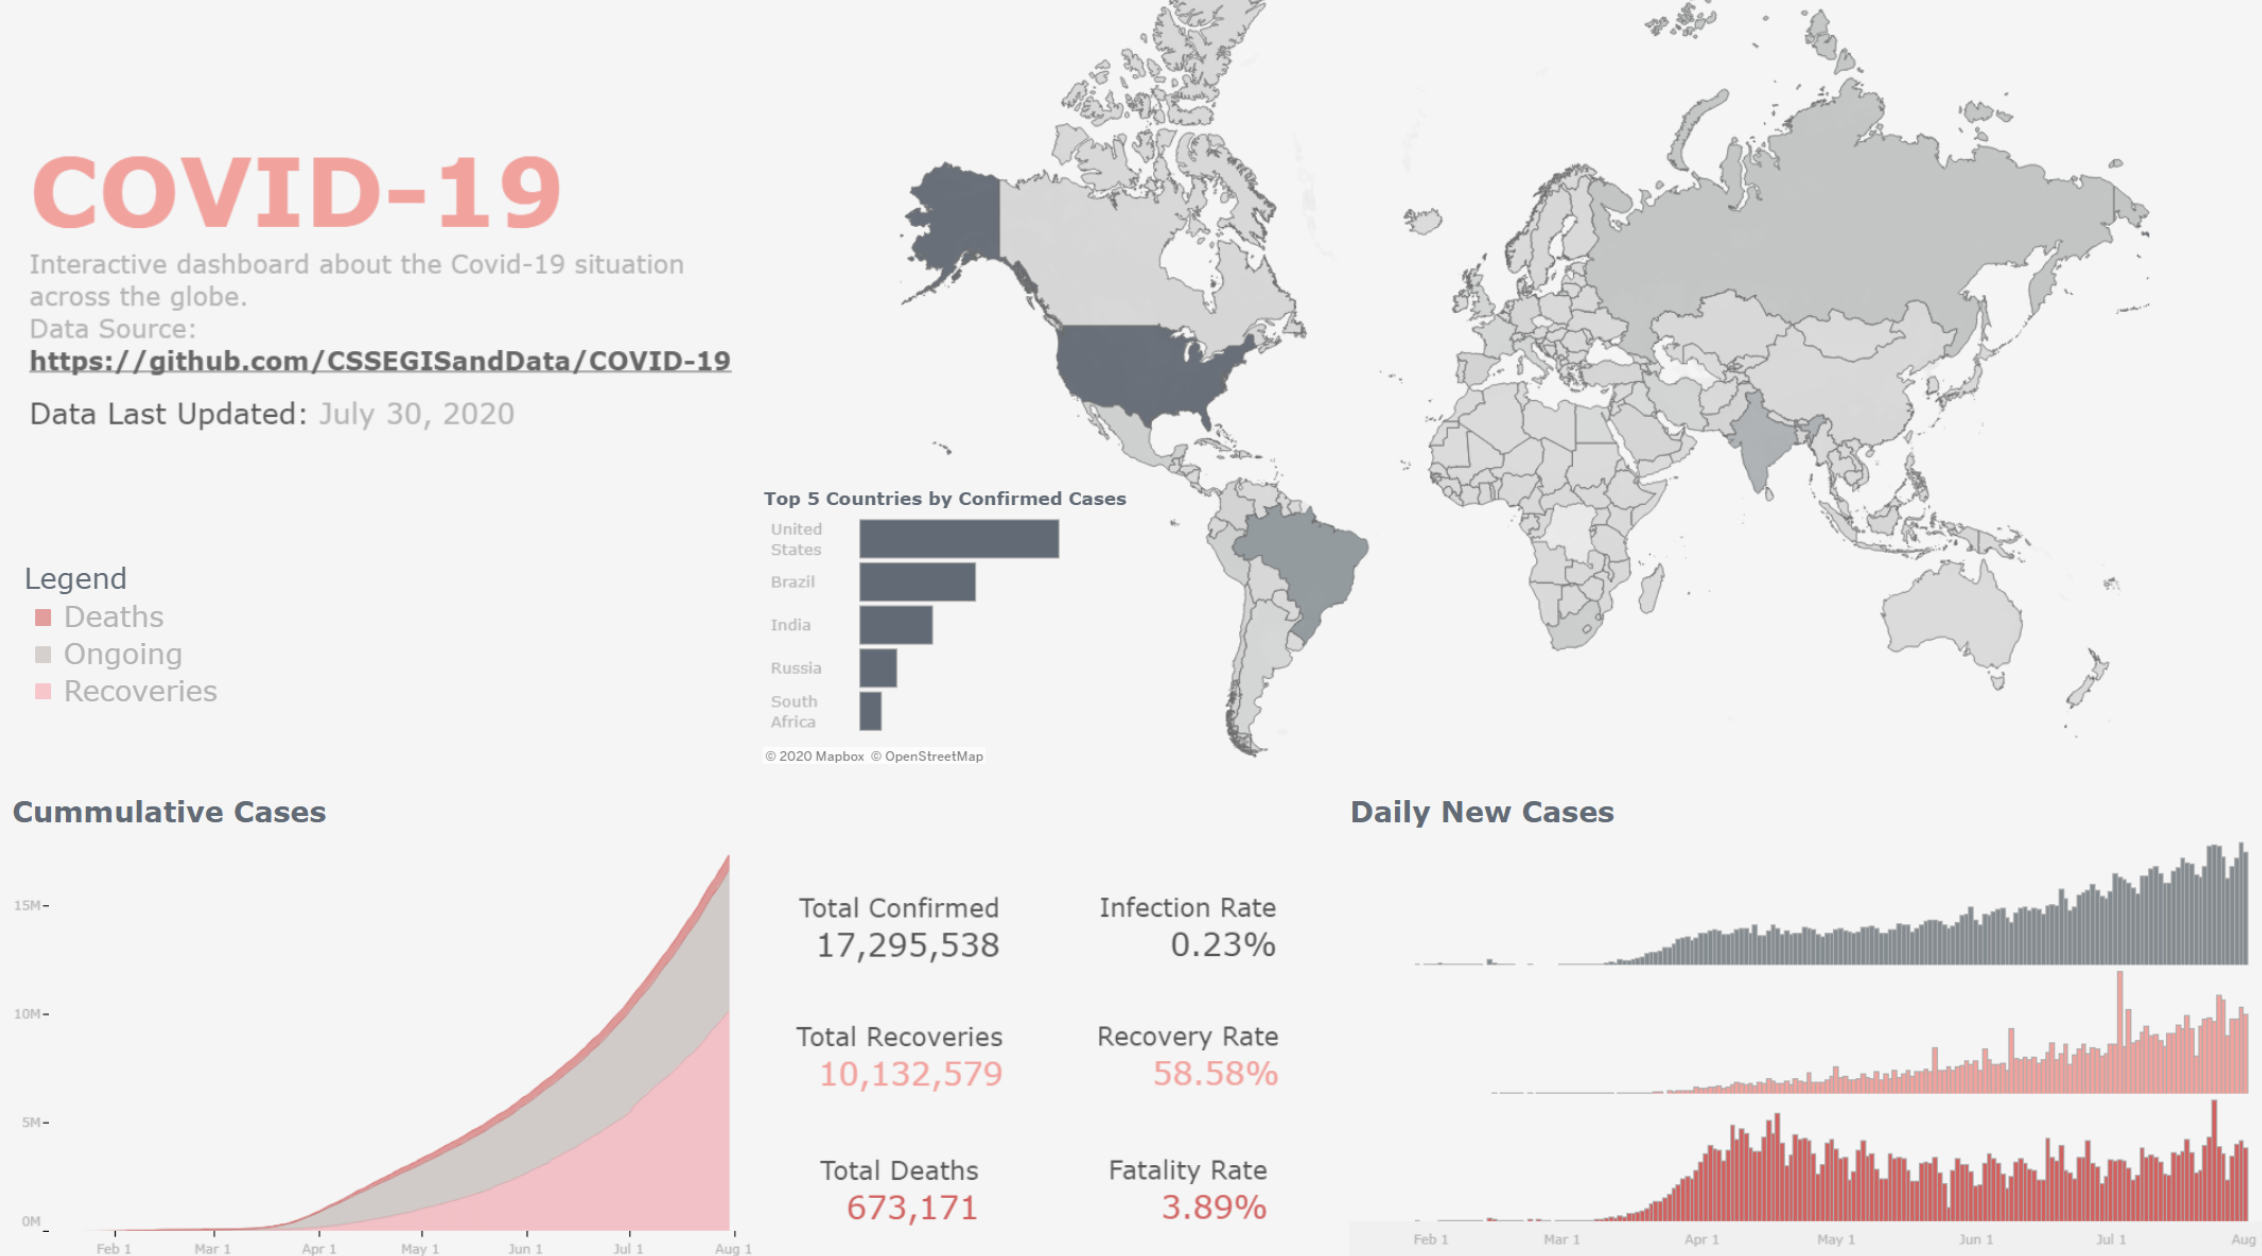 COVID-19
Interactive dashboard about the Covid-19 situation
across the globe.
Data Source:
https://github.com/CSSEGISandData/COVID-19
Data Last Updated: July 30, 2020
Legend
Deaths
Ongoing
Recoveries
Top 5 Countries by Confirmed Cases
United
States
Brazil
India
Russia
South
Africa
© 2020 Mapbox © OpenStreetMap
Cummulative Cases
15M
10M
5M
0M
Feb 1 Mar 1 Apr 1 May 1 Jun 1 Jul 1 Aug 1
Total Confirmed
17,295,538
Infection Rate
0.23%
Total Recoveries
10,132,579
Recovery Rate
58.58%
Total Deaths
673,171
Fatality Rate
3.89%
Daily New Cases
Feb 1 Mar 1 Apr 1 May 1 Jun 1 Jul 1 Aug